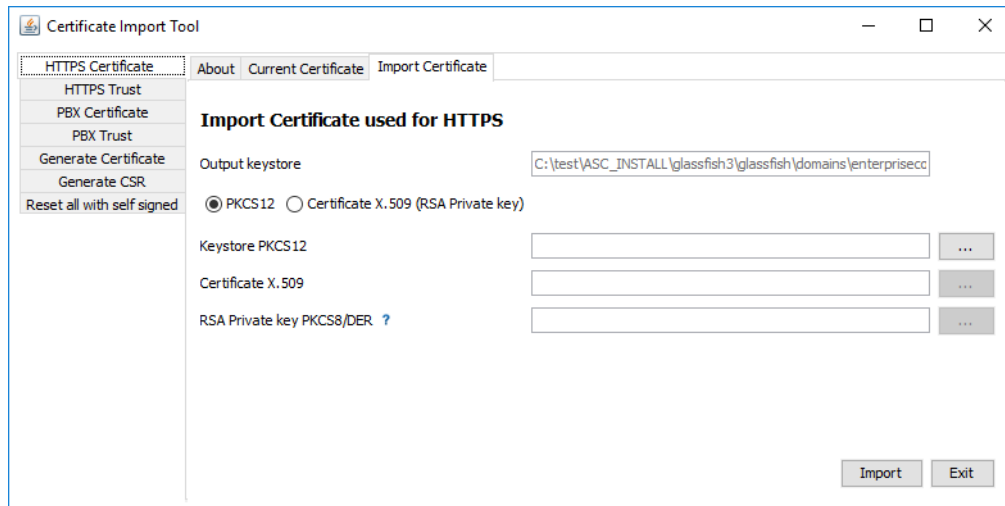 Certificate Import Tool
HTTPS Certificate
HTTPS Trust
PBX Certificate
PBX Trust
Generate Certificate
Generate CSR
Reset all with self signed
About Current Certificate Import Certificate
Import Certificate used for HTTPS
Output keystore C:\test\ASC_INSTALL\glassfish3\glassfish\domains\enterprisecc
PKCS12 Certificate X.509 (RSA Private key)
Keystore PKCS12 ...
Certificate X.509 ...
RSA Private key PKCS8/DER ? ...
Import Exit